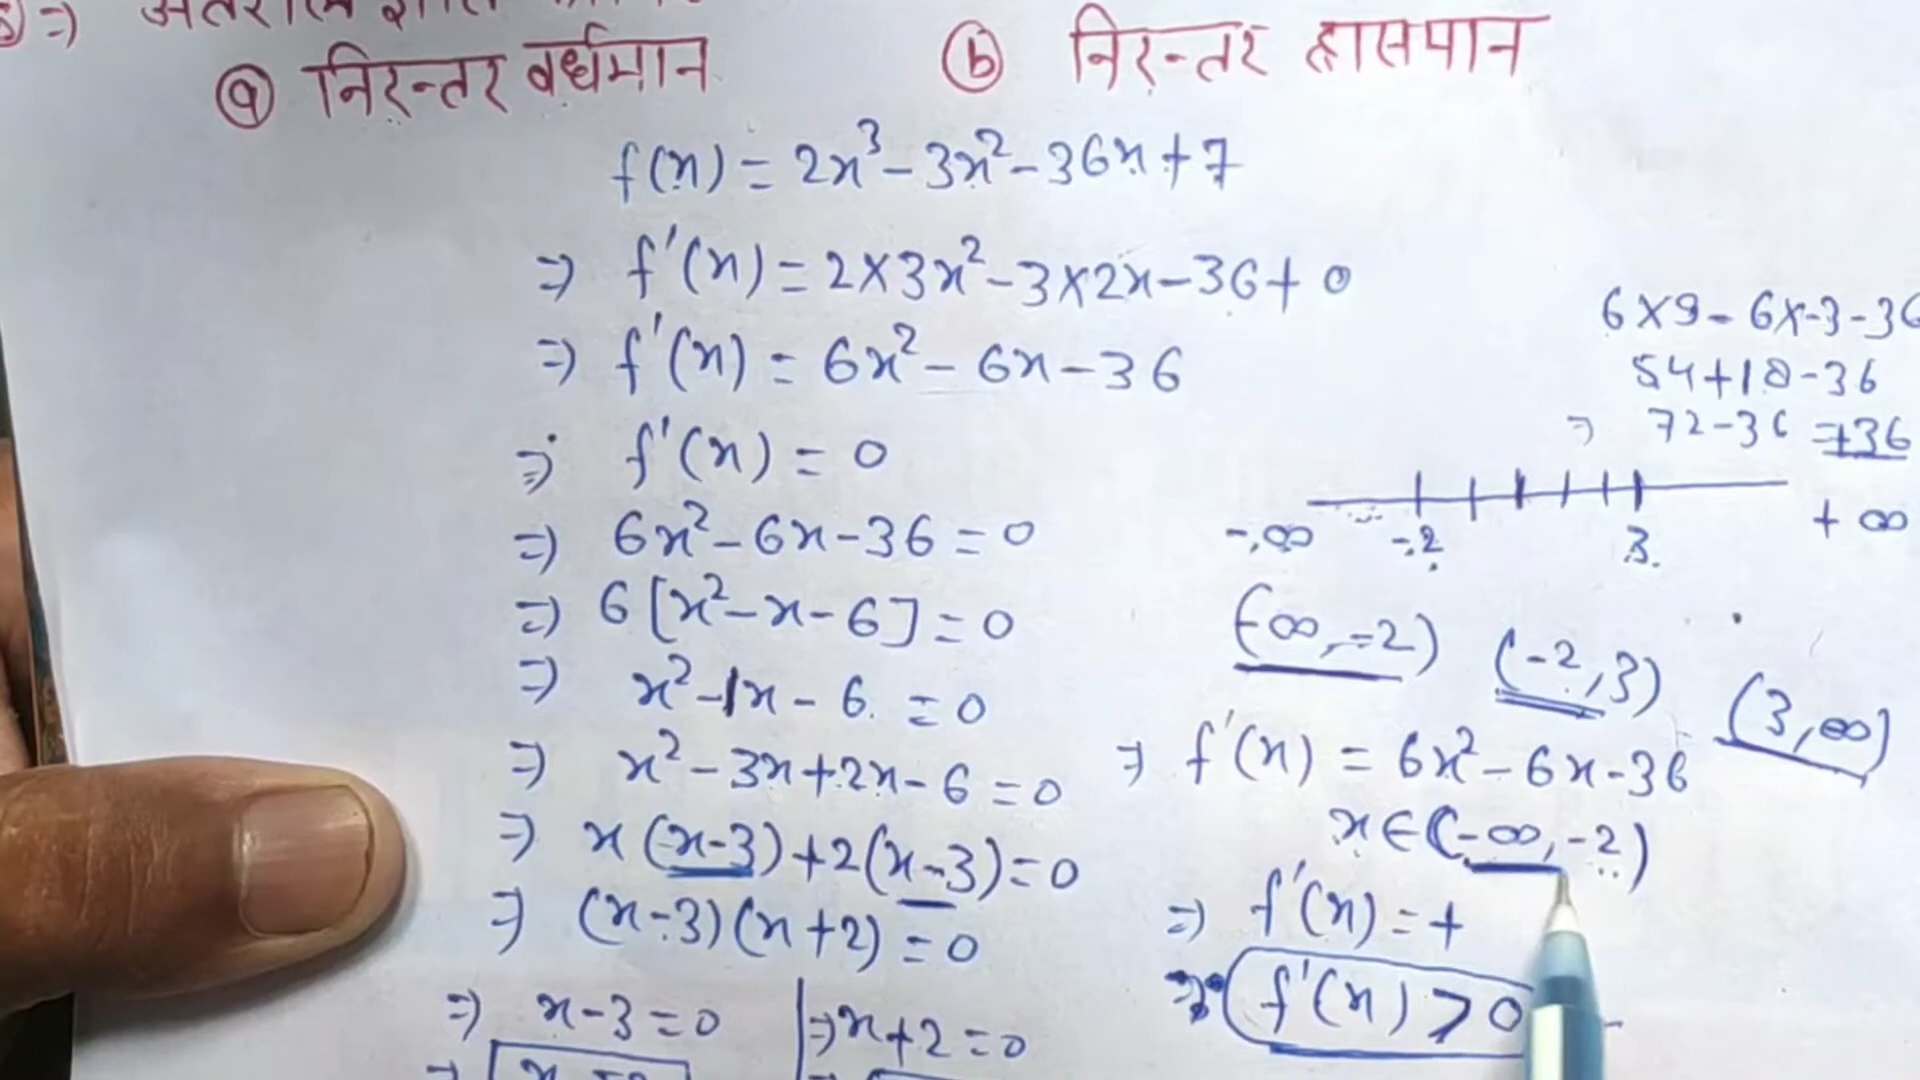 ⇒ अंतराल ज्ञात
ⓐ निरन्तर वर्धमान ⓑ निरन्तर ह्रासमान
f(x) = 2x³ - 3x² - 36x + 7
⇒ f'(x) = 2×3x² - 3×2x - 36 + 0
⇒ f'(x) = 6x² - 6x - 36
⇒ f'(x) = 0
⇒ 6x² - 6x - 36 = 0
⇒ 6[x² - x - 6] = 0
⇒ x² - 1x - 6 = 0
⇒ x² - 3x + 2x - 6 = 0
⇒ x(x-3) + 2(x-3) = 0
⇒ (x-3)(x+2) = 0
⇒ x - 3 = 0 | ⇒ x + 2 = 0
6×9 - 6×-3 - 36
54 + 18 - 36
⇒ 72 - 36 = +36
-∞ -2 3 +∞
(-∞, -2) (-2, 3) (3, ∞)
⇒ f'(x) = 6x² - 6x - 36
x ∈ (-∞, -2)
⇒ f'(x) = +
⇒ f'(x) > 0